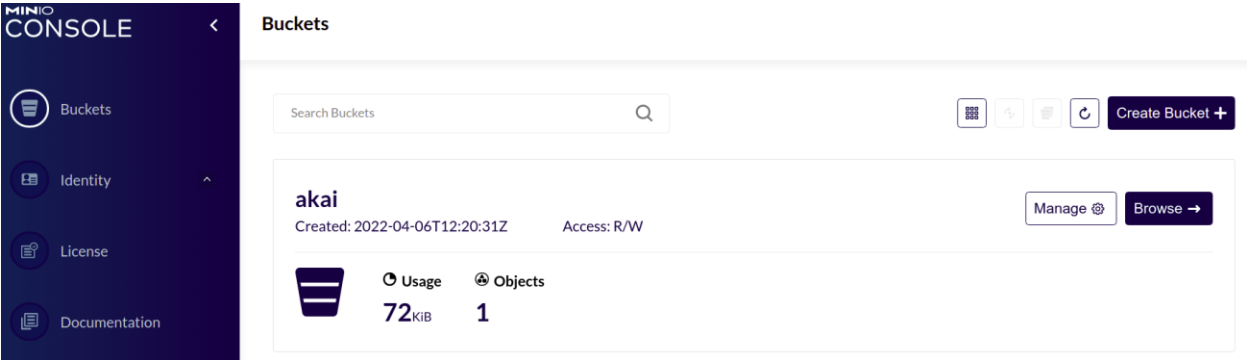 MINIO
CONSOLE
Buckets
Buckets
Identity
License
Documentation
Search Buckets
Create Bucket +
akai
Created: 2022-04-06T12:20:31Z Access: R/W
Manage
Browse →
Usage Objects
72KiB 1